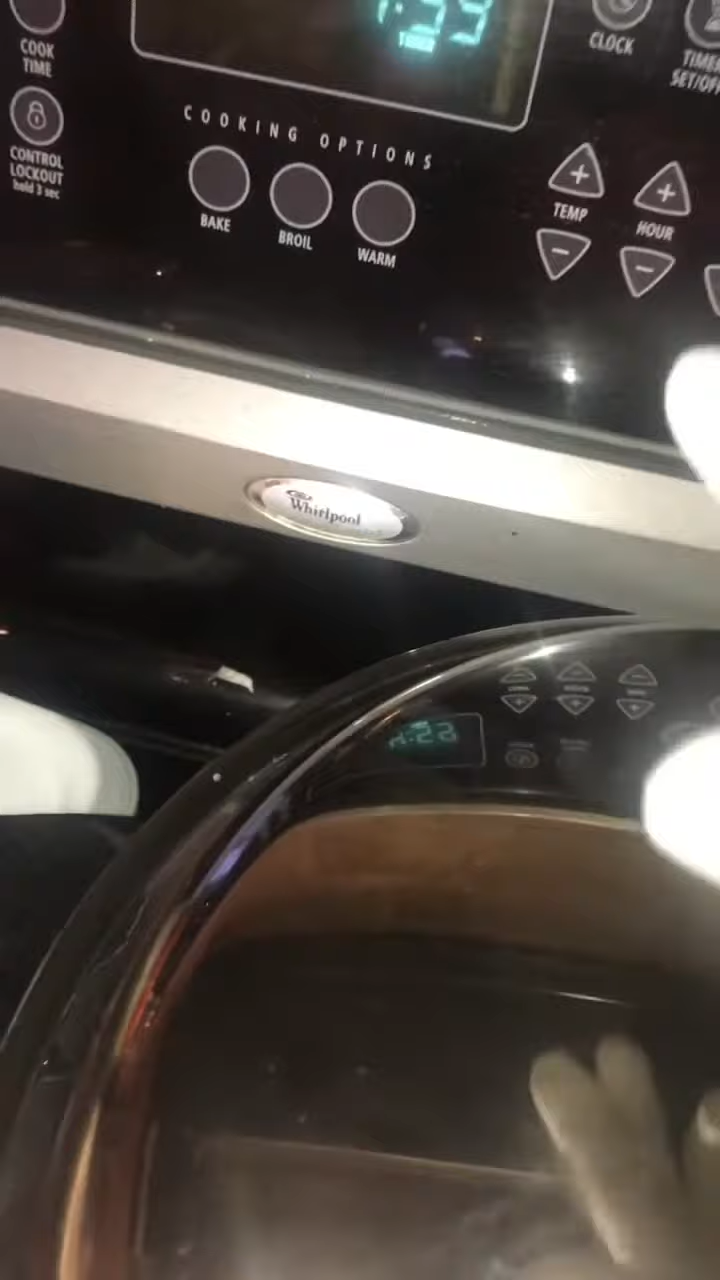 COOK
TIME
CLOCK
TIMER
SET/OFF
CONTROL
LOCKOUT
hold 3 sec
COOKING OPTIONS
BAKE
BROIL
WARM
TEMP
HOUR
Whirlpool